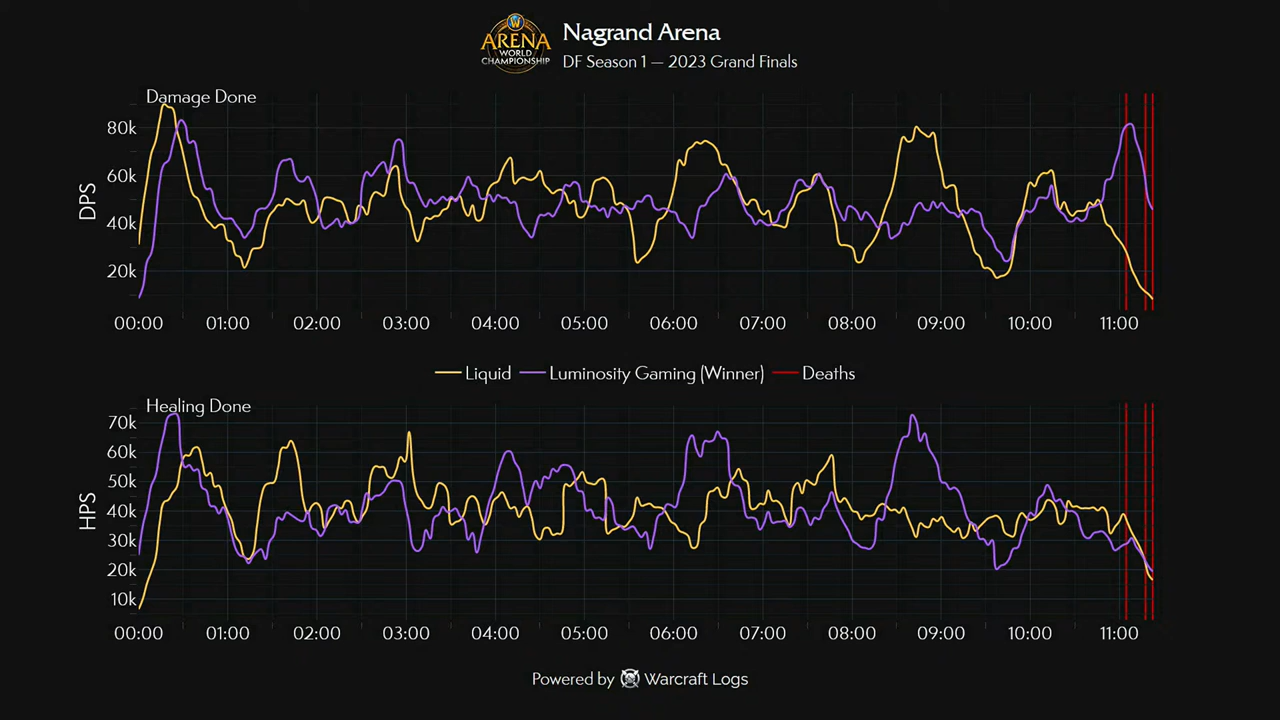 W
ARENA
WORLD
CHAMPIONSHIP
Nagrand Arena
DF Season 1 — 2023 Grand Finals
Damage Done
DPS
80k
60k
40k
20k
00:00 01:00 02:00 03:00 04:00 05:00 06:00 07:00 08:00 09:00 10:00 11:00
Liquid Luminosity Gaming (Winner) Deaths
Healing Done
HPS
70k
60k
50k
40k
30k
20k
10k
00:00 01:00 02:00 03:00 04:00 05:00 06:00 07:00 08:00 09:00 10:00 11:00
Powered by Warcraft Logs